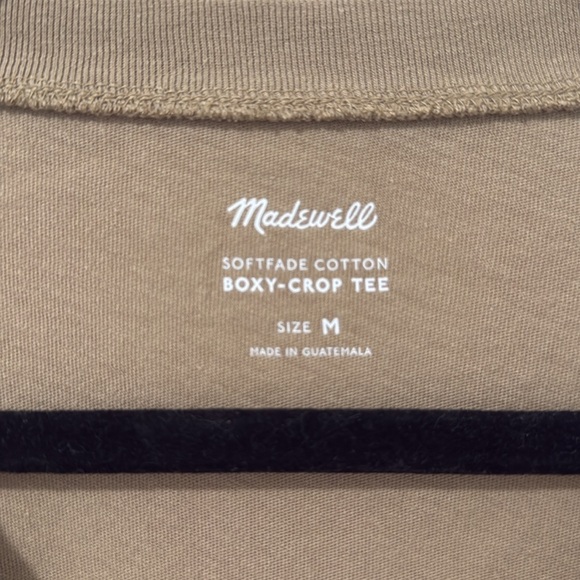 Madewell
SOFTFADE COTTON
BOXY-CROP TEE
SIZE M
MADE IN GUATEMALA